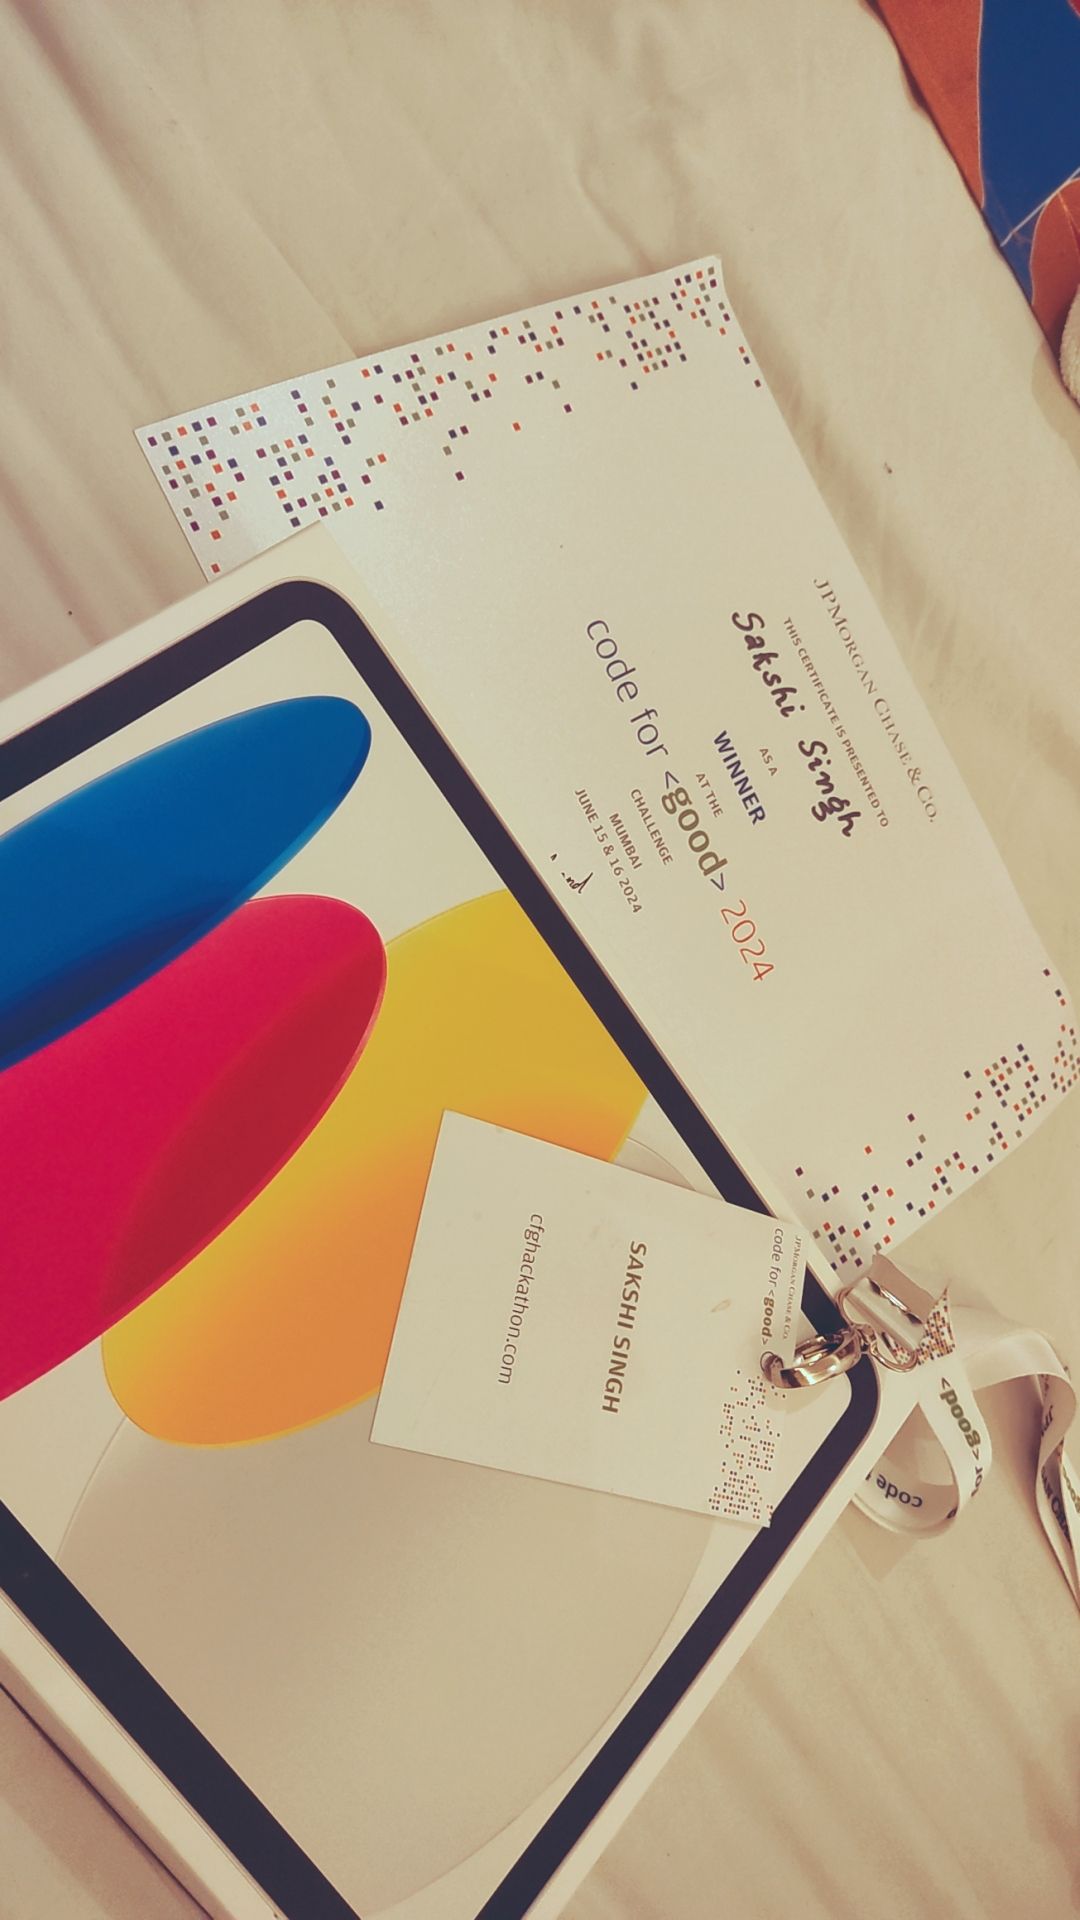 JPMORGAN CHASE & CO.
THIS CERTIFICATE IS PRESENTED TO
Sakshi Singh
AS A
WINNER
AT THE
code for <good> 2024
CHALLENGE
MUMBAI
JUNE 15 & 16 2024
JPMORGAN CHASE & CO.
code for <good>
SAKSHI SINGH
cfghackathon.com
or <good>
code